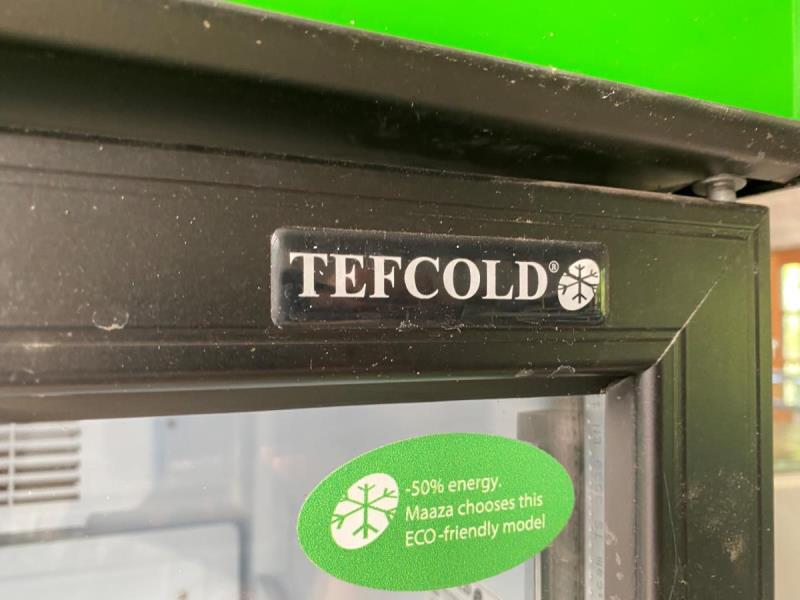 TEFCOLD®
-50% energy.
Maaza chooses this
ECO-friendly model